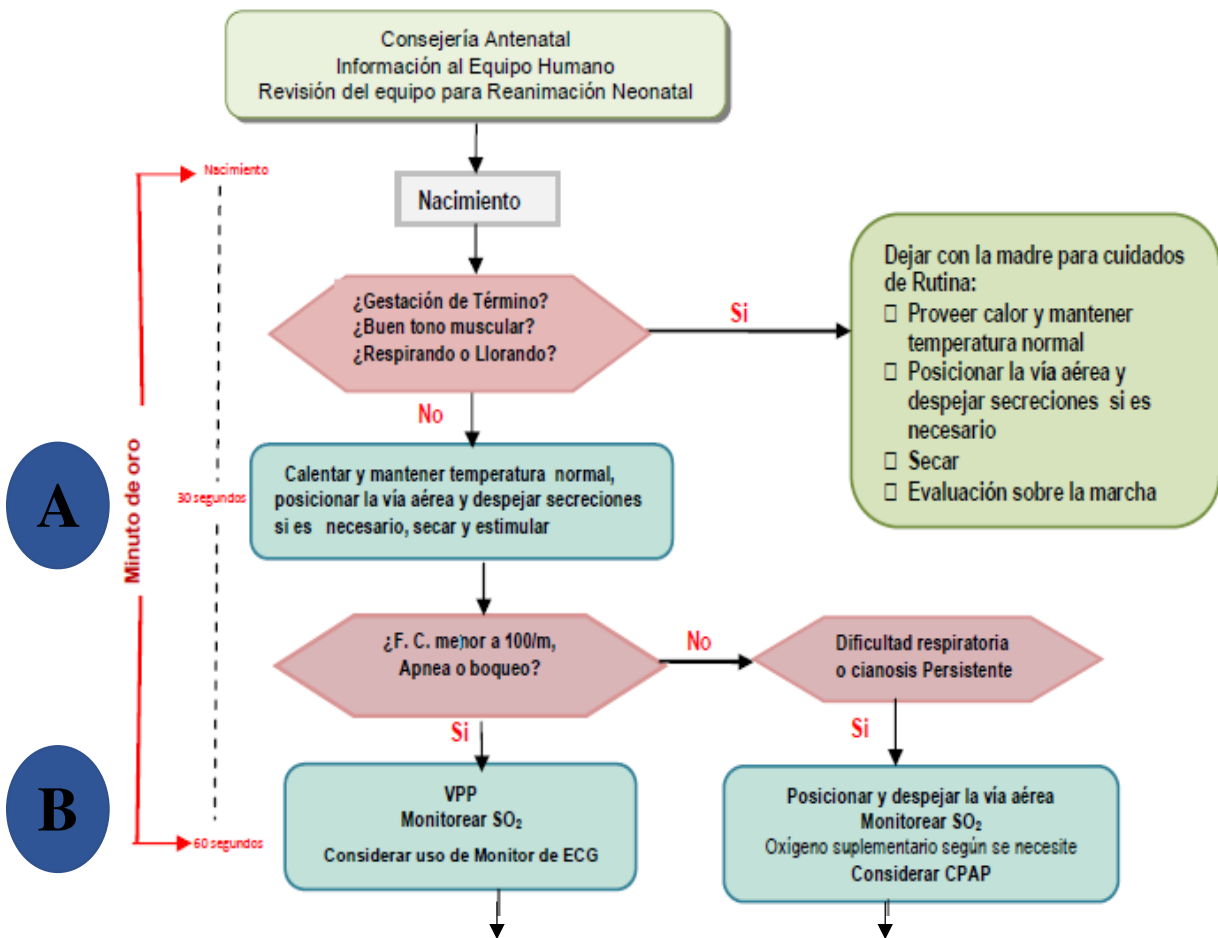 Consejería Antenatal
Información al Equipo Humano
Revisión del equipo para Reanimación Neonatal
Nacimiento
Nacimiento
¿Gestación de Término?
¿Buen tono muscular?
¿Respirando o Llorando?
Si
Dejar con la madre para cuidados
de Rutina:
Proveer calor y mantener
temperatura normal
Posicionar la vía aérea y
despejar secreciones si es
necesario
Secar
Evaluación sobre la marcha
No
Minuto de oro
A
30 segundos
Calentar y mantener temperatura normal,
posicionar la vía aérea y despejar secreciones
si es necesario, secar y estimular
¿F. C. menor a 100/m,
Apnea o boqueo?
No
Dificultad respiratoria
o cianosis Persistente
Si
Si
B
60 segundos
VPP
Monitorear SO₂
Considerar uso de Monitor de ECG
Posicionar y despejar la vía aérea
Monitorear SO₂
Oxígeno suplementario según se necesite
Considerar CPAP